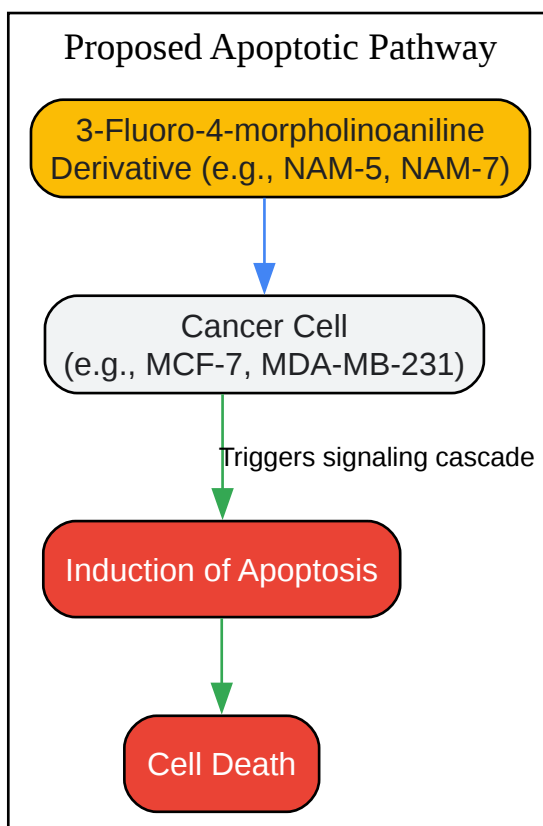 Proposed Apoptotic Pathway
3-Fluoro-4-morpholinoaniline
Derivative (e.g., NAM-5, NAM-7)
Cancer Cell
(e.g., MCF-7, MDA-MB-231)
Triggers signaling cascade
Induction of Apoptosis
Cell Death